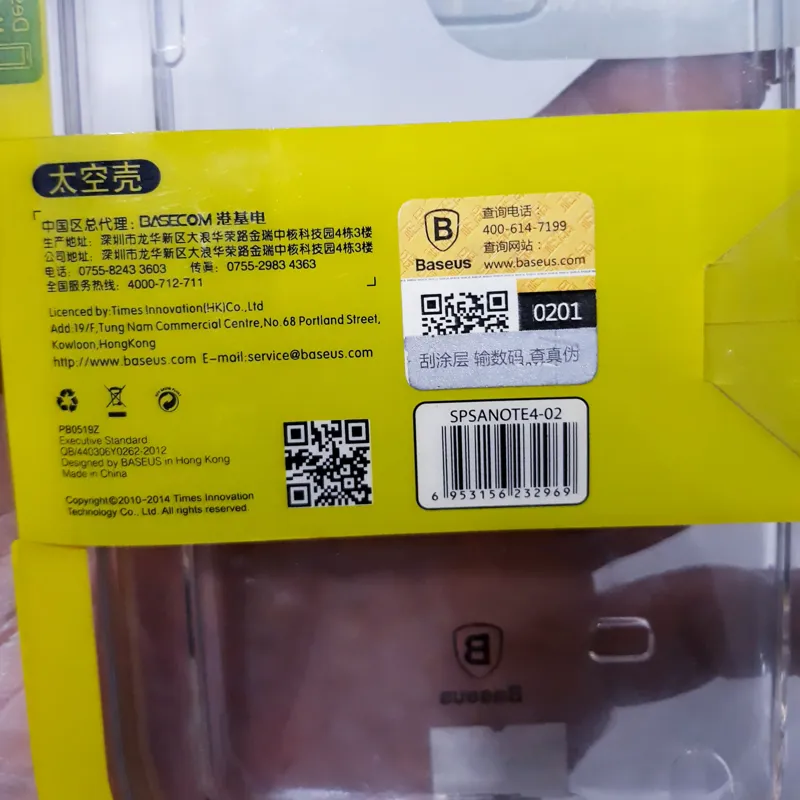 太空壳
中国区总代理：BASECOM 港基电
生产地址：深圳市龙华新区大浪华荣路金瑞中核科技园4栋3楼
公司地址：深圳市龙华新区大浪华荣路金瑞中核科技园4栋3楼
电话：0755-8243 3603 传真：0755-2983 4363
全国服务热线：4000-712-711
Licenced by:Times Innovation(HK)Co.,Ltd
Add:19/F,Tung Nam Commercial Centre,No.68 Portland Street,
Kowloon,HongKong
http://www.baseus.com E-mail:service@baseus.com
PB0519Z
Executive Standard
QB/440306Y0262-2012
Designed by BASEUS in Hong Kong
Made in China
Copyright©2010-2014 Times Innovation
Technology Co., Ltd. All rights reserved.
B
Baseus
查询电话：
400-614-7199
查询网站：
www.baseus.com
0201
刮涂层 输数码 查真伪
SPSANOTE4-02
6 953156 232969
B
Baseus